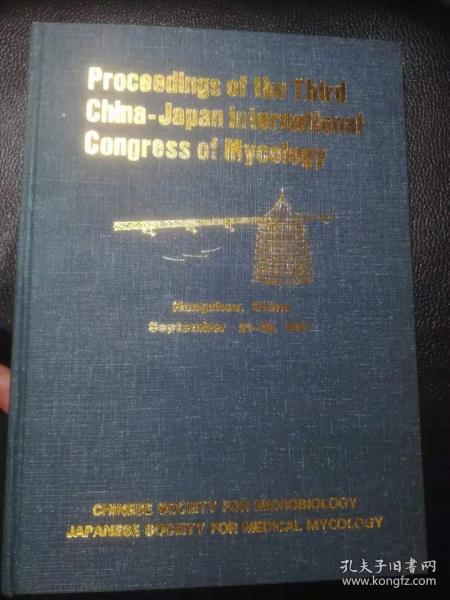 Proceedings of the Third
China-Japan International
Congress of Mycology
Hangzhou, China
September
CHINESE SOCIETY FOR MICROBIOLOGY
JAPANESE SOCIETY FOR MEDICAL MYCOLOGY
孔夫子旧书网
www.kongfz.com